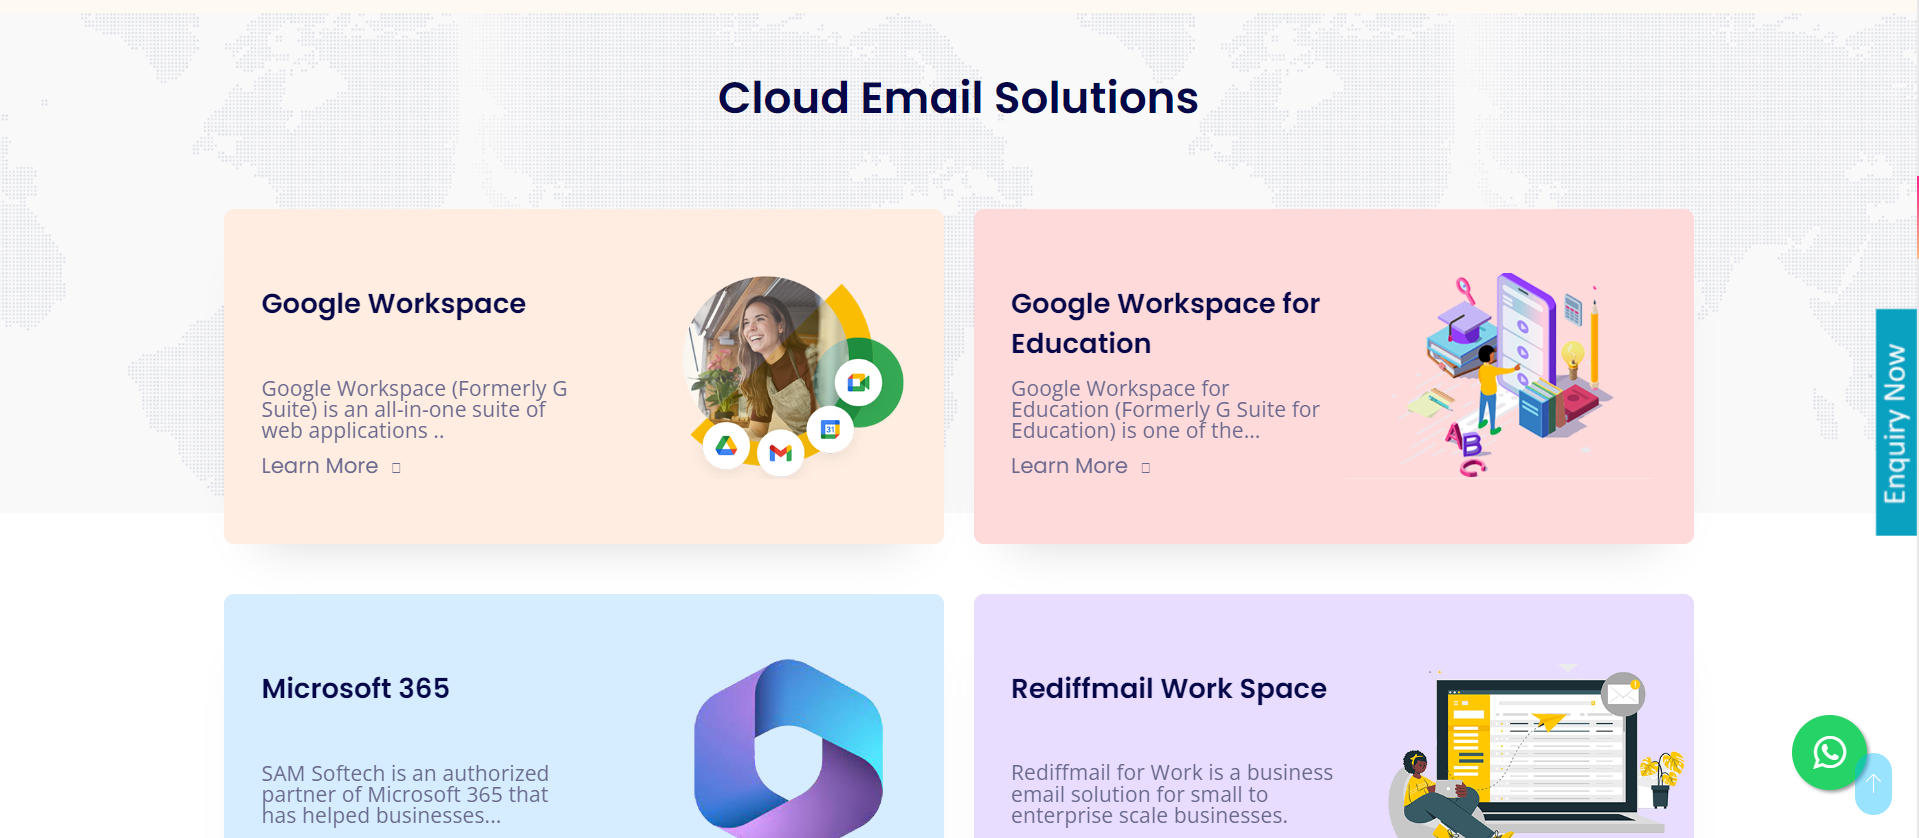 Cloud Email Solutions
Google Workspace
Google Workspace (Formerly G
Suite) is an all-in-one suite of
web applications ..
Learn More
31
Google Workspace for
Education
Google Workspace for
Education (Formerly G Suite for
Education) is one of the...
Learn More
A
B
C
Enquiry Now
Microsoft 365
SAM Softech is an authorized
partner of Microsoft 365 that
has helped businesses...
Rediffmail Work Space
Rediffmail for Work is a business
email solution for small to
enterprise scale businesses.